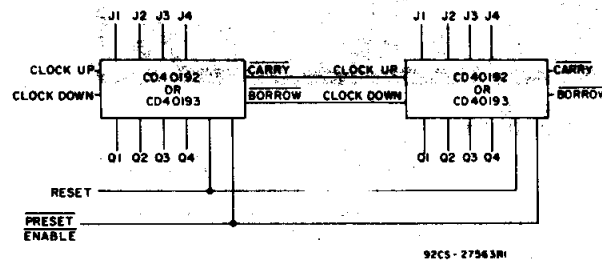 J1 J2 J3 J4 J1 J2 J3 J4
CLOCK UP CARRY CLOCK UP CARRY
CD40192 OR CD40193 CD40192 OR CD40193
CLOCK DOWN BORROW CLOCK DOWN BORROW
Q1 Q2 Q3 Q4 Q1 Q2 Q3 Q4
RESET
PRESET
ENABLE
92CS-27563R1